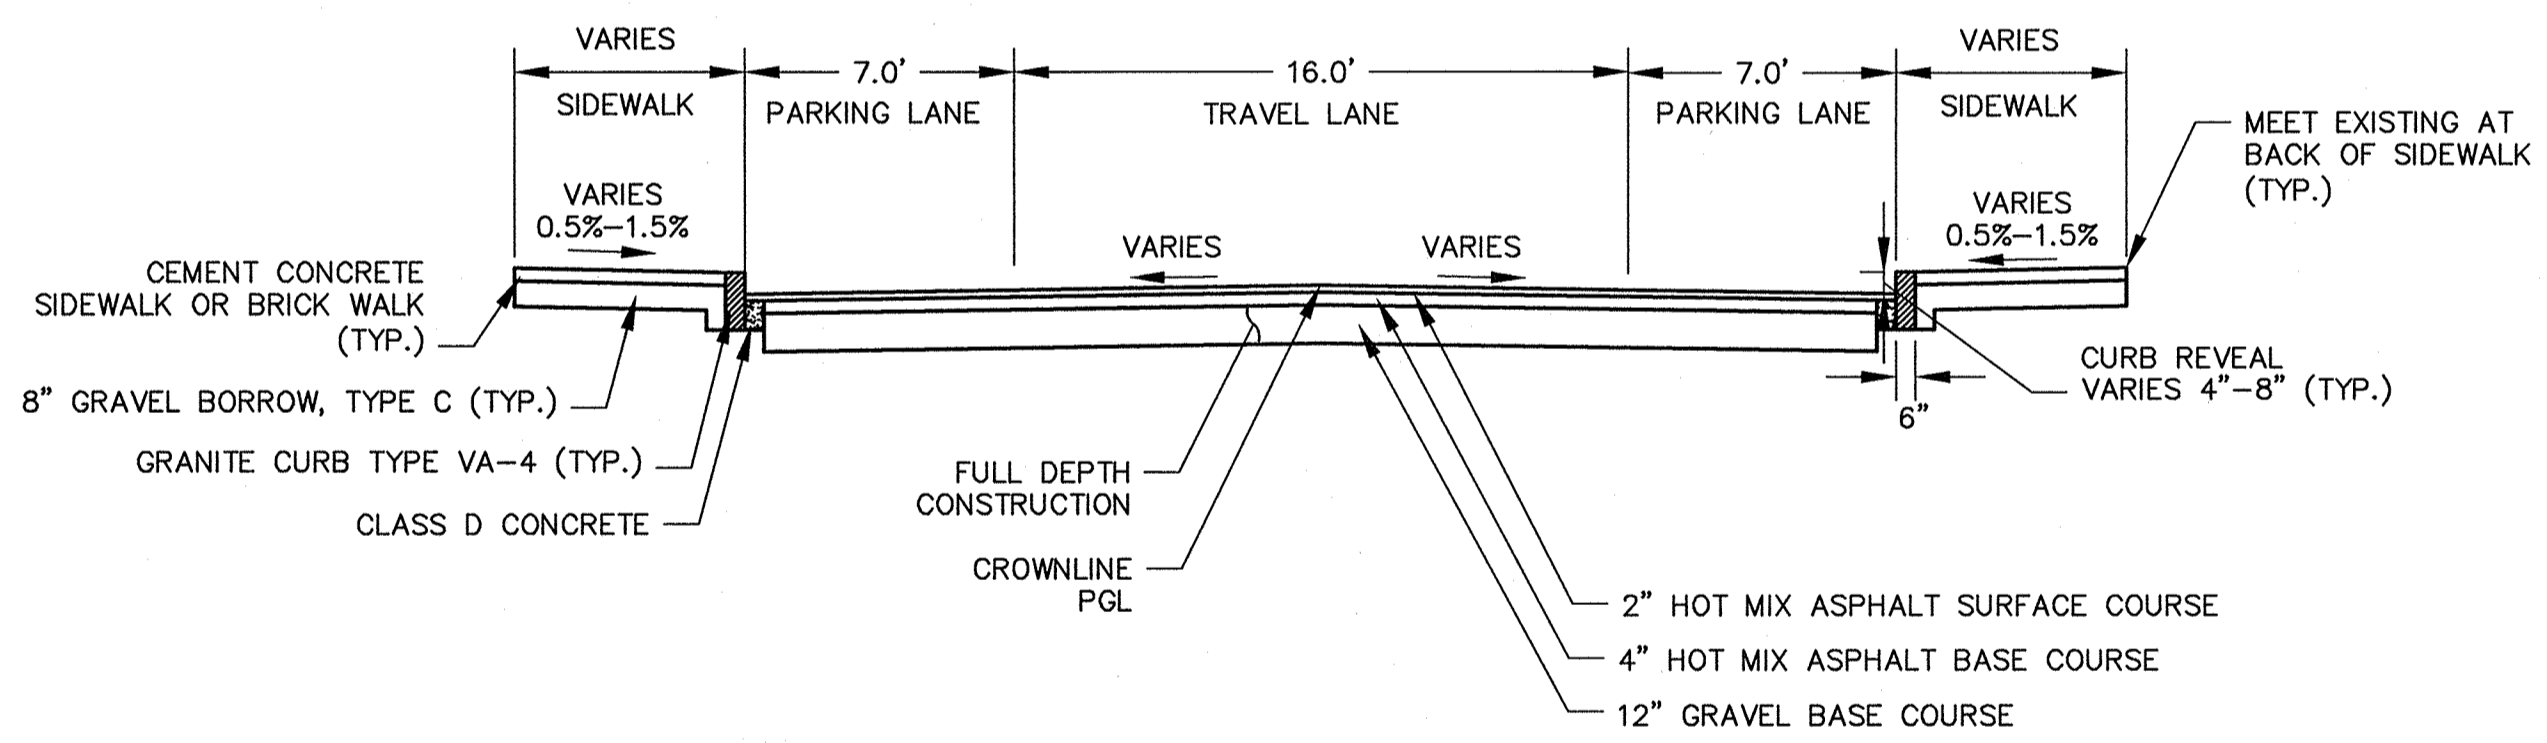 VARIES
7.0'
16.0'
7.0'
VARIES
SIDEWALK
PARKING LANE
TRAVEL LANE
PARKING LANE
SIDEWALK
MEET EXISTING AT
BACK OF SIDEWALK
(TYP.)
VARIES
0.5%-1.5%
VARIES
VARIES
VARIES
0.5%-1.5%
CEMENT CONCRETE
SIDEWALK OR BRICK WALK
(TYP.)
8" GRAVEL BORROW, TYPE C (TYP.)
GRANITE CURB TYPE VA-4 (TYP.)
CLASS D CONCRETE
FULL DEPTH
CONSTRUCTION
CROWNLINE
PGL
CURB REVEAL
VARIES 4"-8" (TYP.)
6"
2" HOT MIX ASPHALT SURFACE COURSE
4" HOT MIX ASPHALT BASE COURSE
12" GRAVEL BASE COURSE